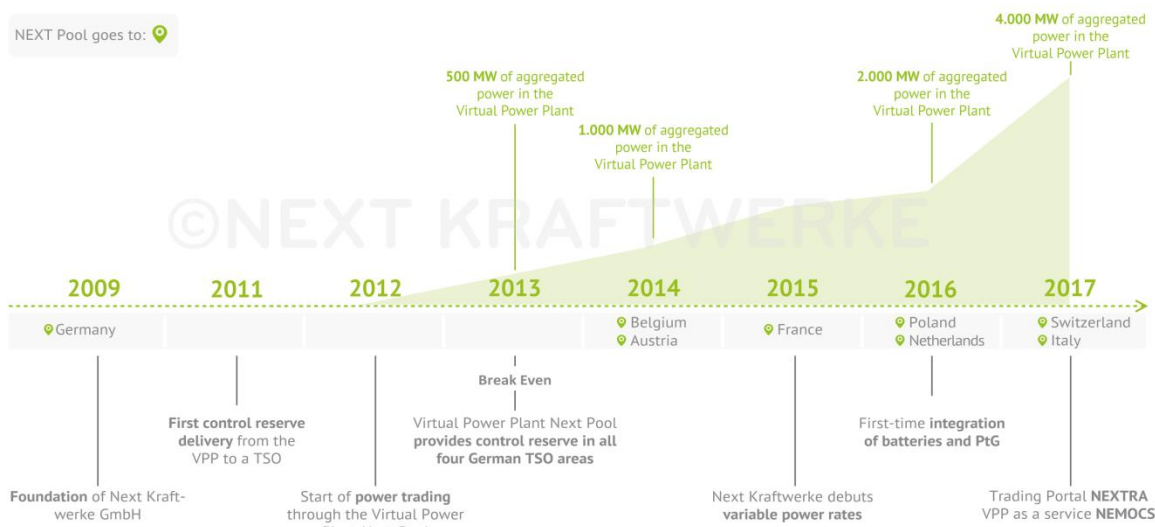 NEXT Pool goes to:
4.000 MW of aggregated
power in the
Virtual Power Plant
500 MW of aggregated
power in the
Virtual Power Plant
2.000 MW of aggregated
power in the
Virtual Power Plant
1.000 MW of aggregated
power in the
Virtual Power Plant
©NEXT KRAFTWERKE
2009
2011
2012
2013
2014
2015
2016
2017
Germany
Belgium
Austria
France
Poland
Netherlands
Switzerland
Italy
Break Even
First control reserve
delivery from the
VPP to a TSO
Virtual Power Plant Next Pool
provides control reserve in all
four German TSO areas
First-time integration
of batteries and PtG
Foundation of Next Kraft-
werke GmbH
Start of power trading
through the Virtual Power
Next Kraftwerke debuts
variable power rates
Trading Portal NEXTRA
VPP as a service NEMOCS